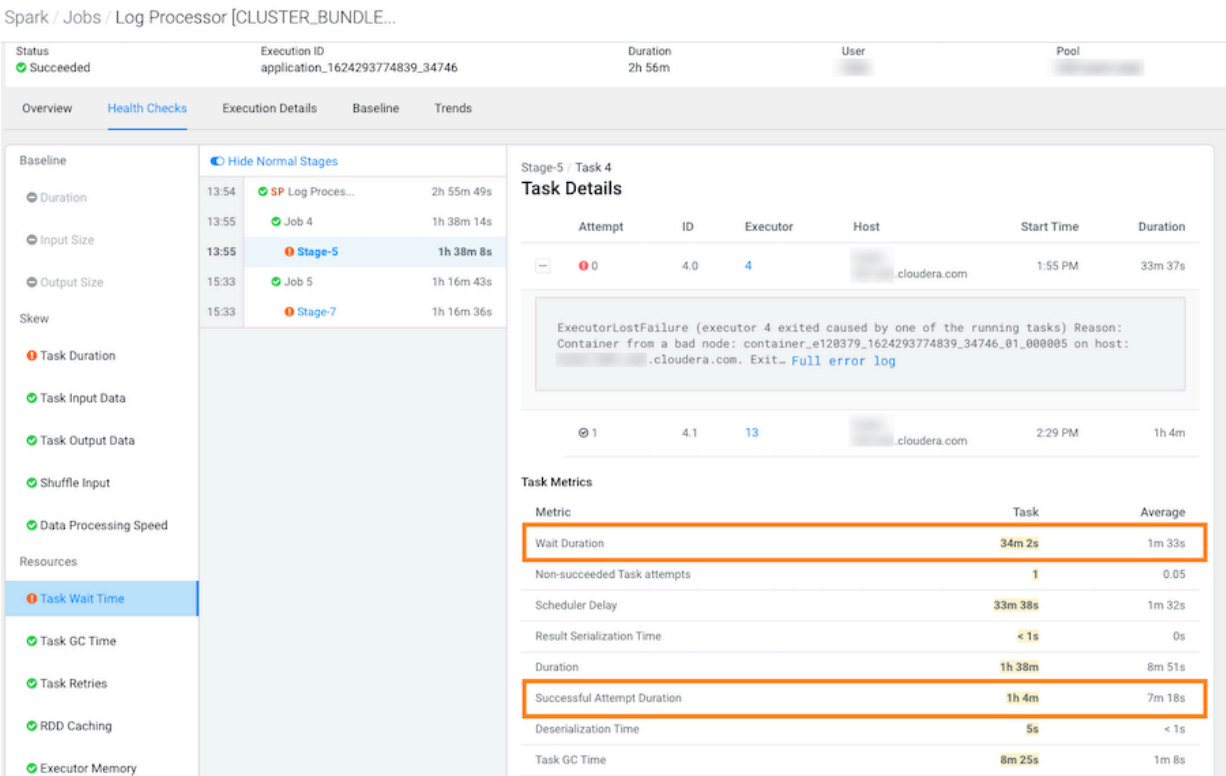 Spark / Jobs / Log Processor [CLUSTER_BUNDLE...
Status Execution ID Duration User Pool
Succeeded application_1624293774839_34746 2h 56m
Overview Health Checks Execution Details Baseline Trends
Baseline
Duration
Input Size
Output Size
Skew
Task Duration
Task Input Data
Task Output Data
Shuffle Input
Data Processing Speed
Resources
Task Wait Time
Task GC Time
Task Retries
RDD Caching
Executor Memory
Hide Normal Stages
13:54 SP Log Proces... 2h 55m 49s
13:55 Job 4 1h 38m 14s
13:55 Stage-5 1h 38m 8s
15:33 Job 5 1h 16m 43s
15:33 Stage-7 1h 16m 36s
Stage-5 / Task 4
Task Details
Attempt ID Executor Host Start Time Duration
0 4.0 4 .cloudera.com 1:55 PM 33m 37s
ExecutorLostFailure (executor 4 exited caused by one of the running tasks) Reason:
Container from a bad node: container_e120379_1624293774839_34746_01_000005 on host:
.cloudera.com. Exit… Full error log
1 4.1 13 .cloudera.com 2:29 PM 1h 4m
Task Metrics
Metric Task Average
Wait Duration 34m 2s 1m 33s
Non-succeeded Task attempts 1 0.05
Scheduler Delay 33m 38s 1m 32s
Result Serialization Time < 1s 0s
Duration 1h 38m 8m 51s
Successful Attempt Duration 1h 4m 7m 18s
Deserialization Time 5s < 1s
Task GC Time 8m 25s 1m 8s